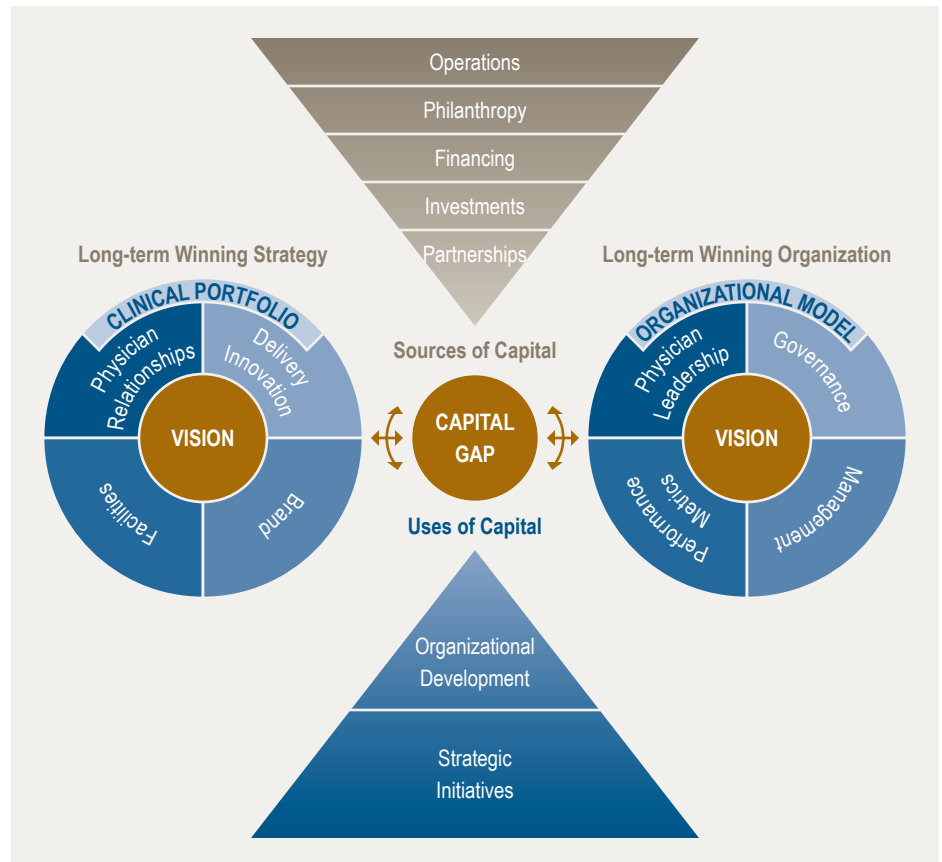 Operations
Philanthropy
Financing
Investments
Partnerships
Sources of Capital
Long-term Winning Strategy
CLINICAL PORTFOLIO
Physician
Relationships
Delivery
Innovation
VISION
Facilities
Brand
CAPITAL
GAP
Long-term Winning Organization
ORGANIZATIONAL MODEL
Physician
Leadership
Governance
VISION
Performance
Metrics
Management
Uses of Capital
Organizational
Development
Strategic
Initiatives